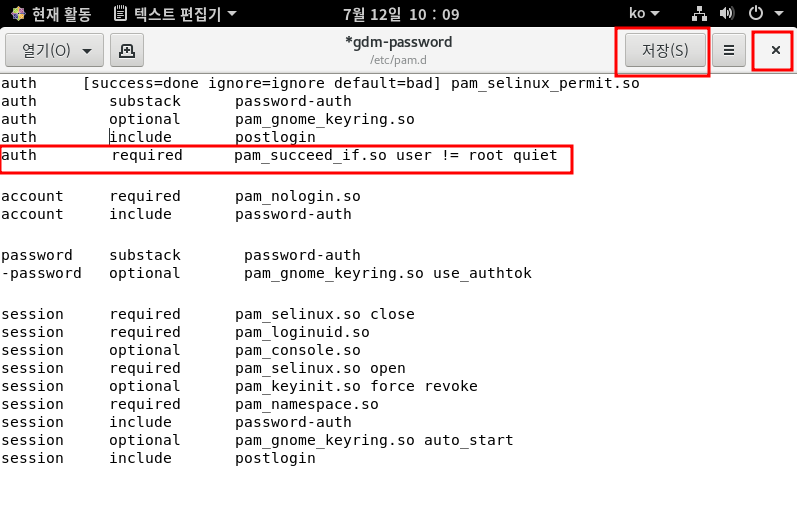 현재 활동 텍스트 편집기 7월 12일 10 : 09 ko
열기(O) *gdm-password 저장(S)
/etc/pam.d
auth [success=done ignore=ignore default=bad] pam_selinux_permit.so
auth substack password-auth
auth optional pam_gnome_keyring.so
auth include postlogin
auth required pam_succeed_if.so user != root quiet
account required pam_nologin.so
account include password-auth
password substack password-auth
-password optional pam_gnome_keyring.so use_authtok
session required pam_selinux.so close
session required pam_loginuid.so
session optional pam_console.so
session required pam_selinux.so open
session optional pam_keyinit.so force revoke
session required pam_namespace.so
session include password-auth
session optional pam_gnome_keyring.so auto_start
session include postlogin